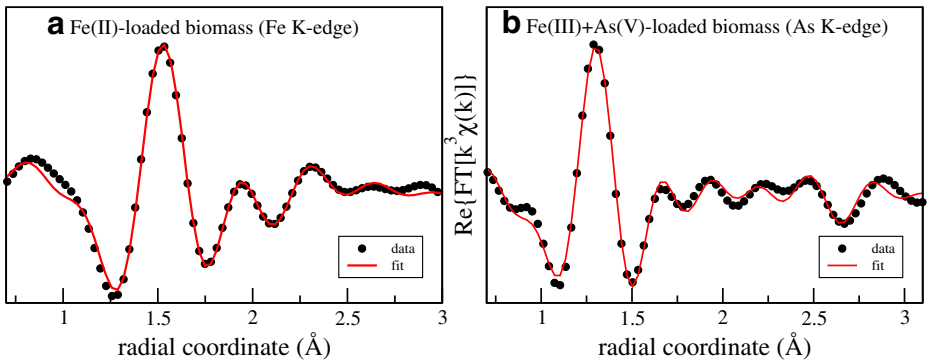 a Fe(II)-loaded biomass (Fe K-edge)
data
fit
1 1.5 2 2.5 3
radial coordinate (Å)
b Fe(III)+As(V)-loaded biomass (As K-edge)
Re{FT[k³χ(k)]}
data
fit
1 1.5 2 2.5 3
radial coordinate (Å)